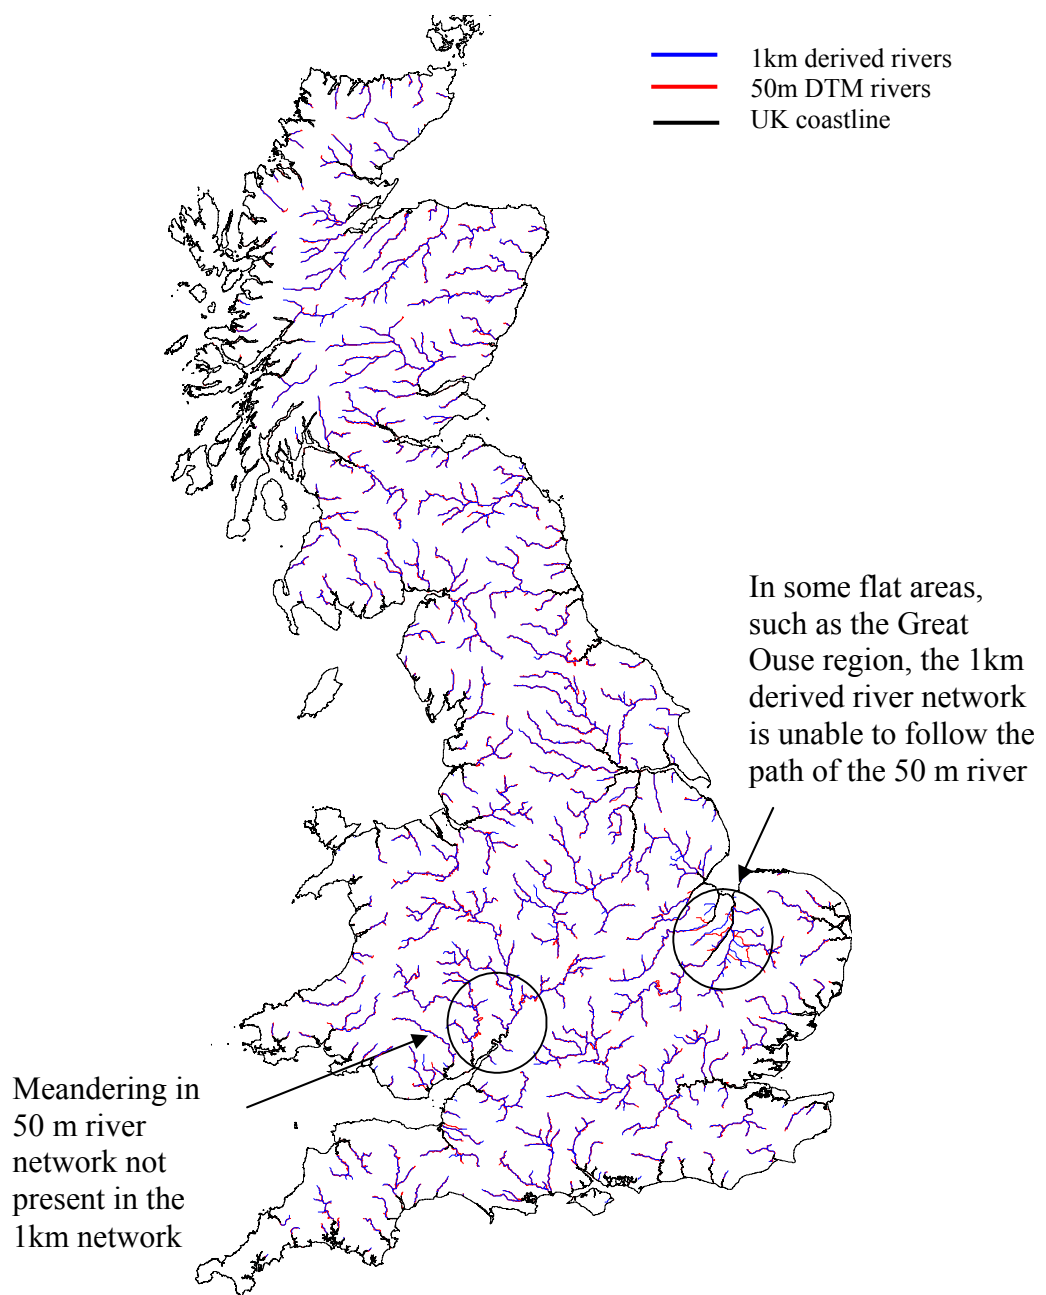 1km derived rivers
50m DTM rivers
UK coastline
In some flat areas,
such as the Great
Ouse region, the 1km
derived river network
is unable to follow the
path of the 50 m river
Meandering in
50 m river
network not
present in the
1km network